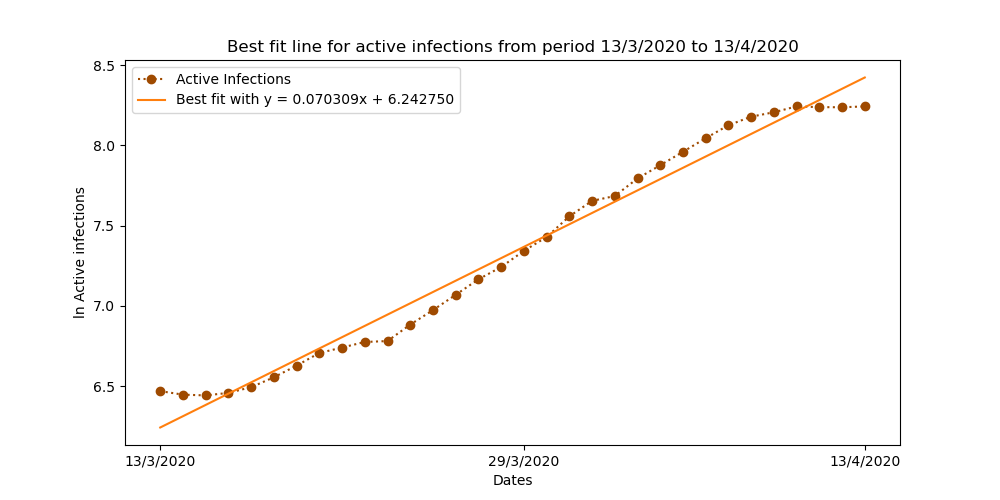 Best fit line for active infections from period 13/3/2020 to 13/4/2020
Active Infections
Best fit with y = 0.070309x + 6.242750
ln Active infections
8.5
8.0
7.5
7.0
6.5
13/3/2020
29/3/2020
13/4/2020
Dates